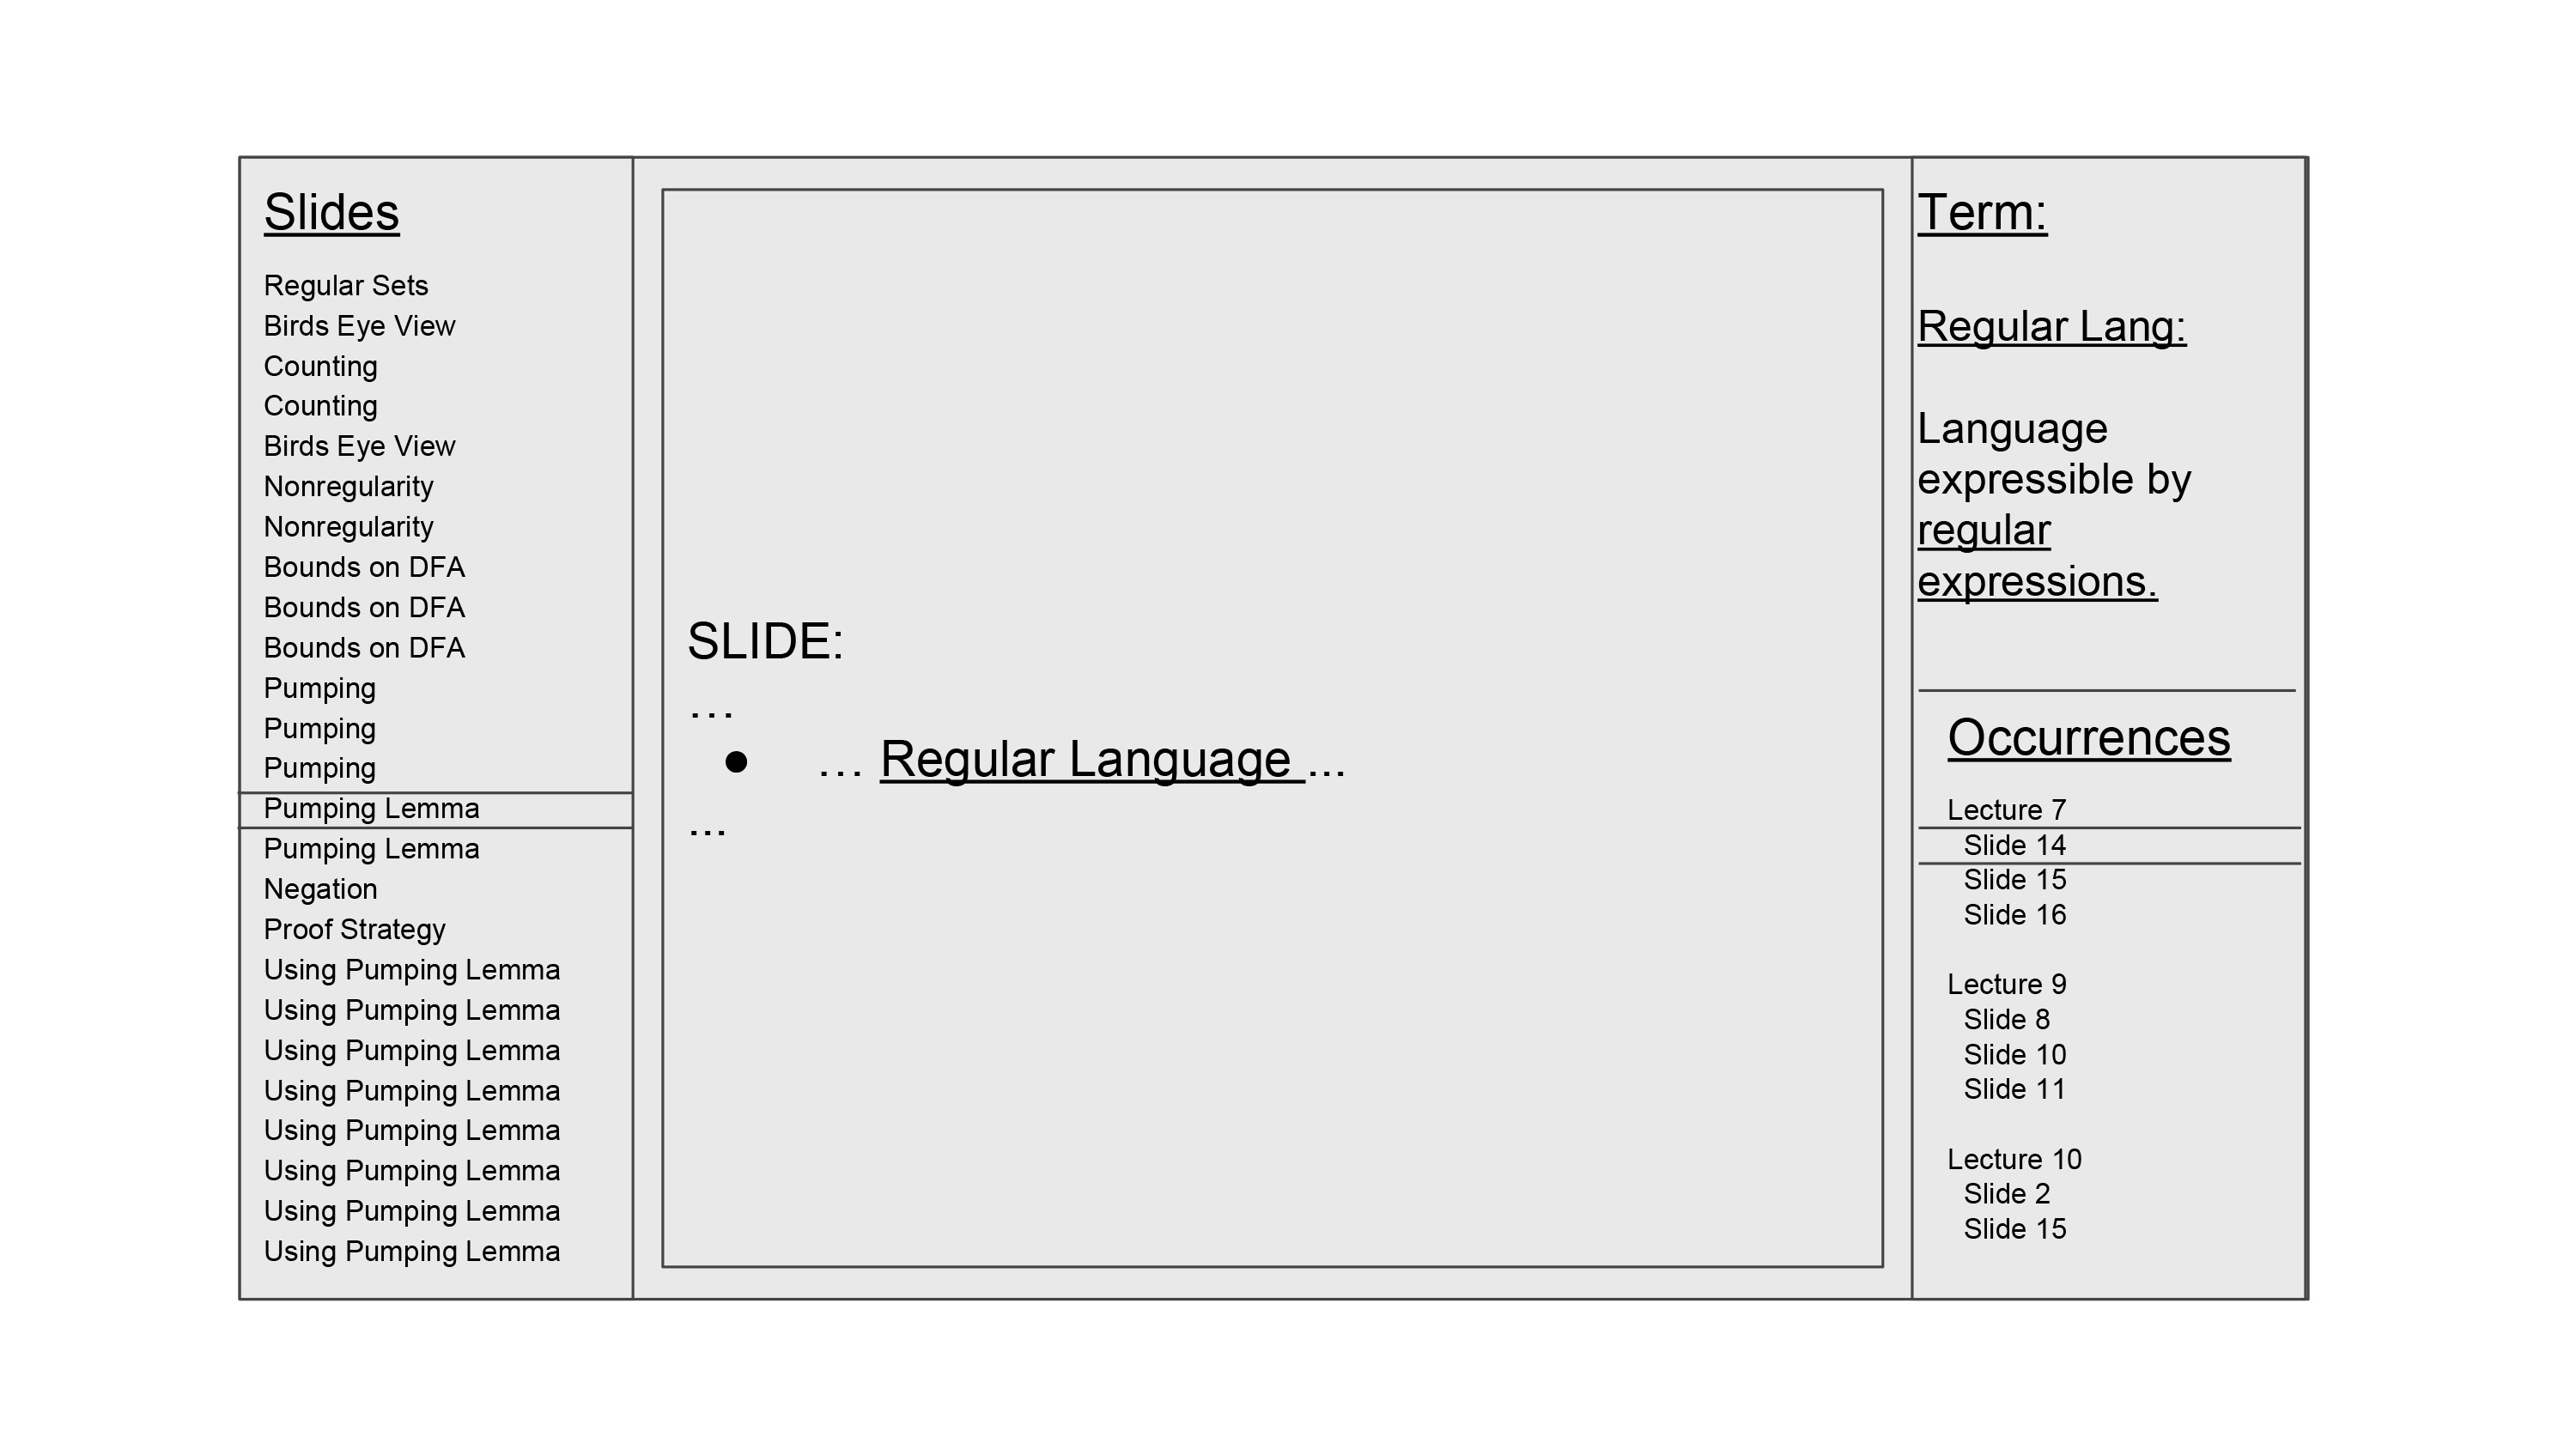 Slides
Regular Sets
Birds Eye View
Counting
Counting
Birds Eye View
Nonregularity
Nonregularity
Bounds on DFA
Bounds on DFA
Bounds on DFA
Pumping
Pumping
Pumping
Pumping Lemma
Pumping Lemma
Negation
Proof Strategy
Using Pumping Lemma
Using Pumping Lemma
Using Pumping Lemma
Using Pumping Lemma
Using Pumping Lemma
Using Pumping Lemma
Using Pumping Lemma
Using Pumping Lemma
SLIDE:
…
● … Regular Language ...
...
Term:
Regular Lang:
Language
expressible by
regular
expressions.
Occurrences
Lecture 7
Slide 14
Slide 15
Slide 16
Lecture 9
Slide 8
Slide 10
Slide 11
Lecture 10
Slide 2
Slide 15